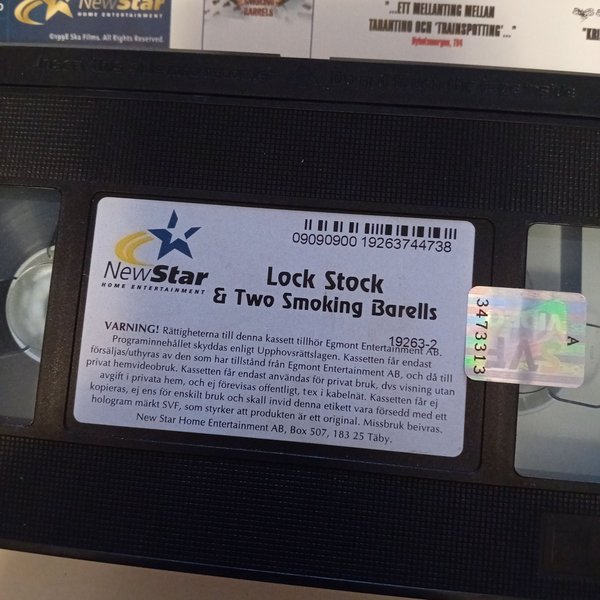 NewStar
HOME ENTERTAINMENT
©1998 Ska Films. All Rights Reserved.
SMOKING
BARRELS
"...ETT MELLANTING MELLAN
TARANTINO OCH 'TRAINSPOTTING'..."
Nyhetsmorgon, TV4
09090900 19263744738
NewStar
HOME ENTERTAINMENT
Lock Stock
& Two Smoking Barells
19263-2
VARNING! Rättigheterna till denna kassett tillhör Egmont Entertainment AB.
Programinnehållet skyddas enligt Upphovsrättslagen. Kassetten får endast
försäljas/uthyras av den som har tillstånd från Egmont Entertainment AB, och då till
privat hemvideobruk. Kassetten får endast användas för privat bruk, dvs visning utan
avgift i privata hem, och ej förevisas offentligt, tex i kabelnät. Kassetten får ej
kopieras, ej ens för enskilt bruk och skall invid denna etikett vara försedd med ett
hologram märkt SVF, som styrker att produkten är ett original. Missbruk beivras.
New Star Home Entertainment AB, Box 507, 183 25 Täby.
3473313
A
VIDEO